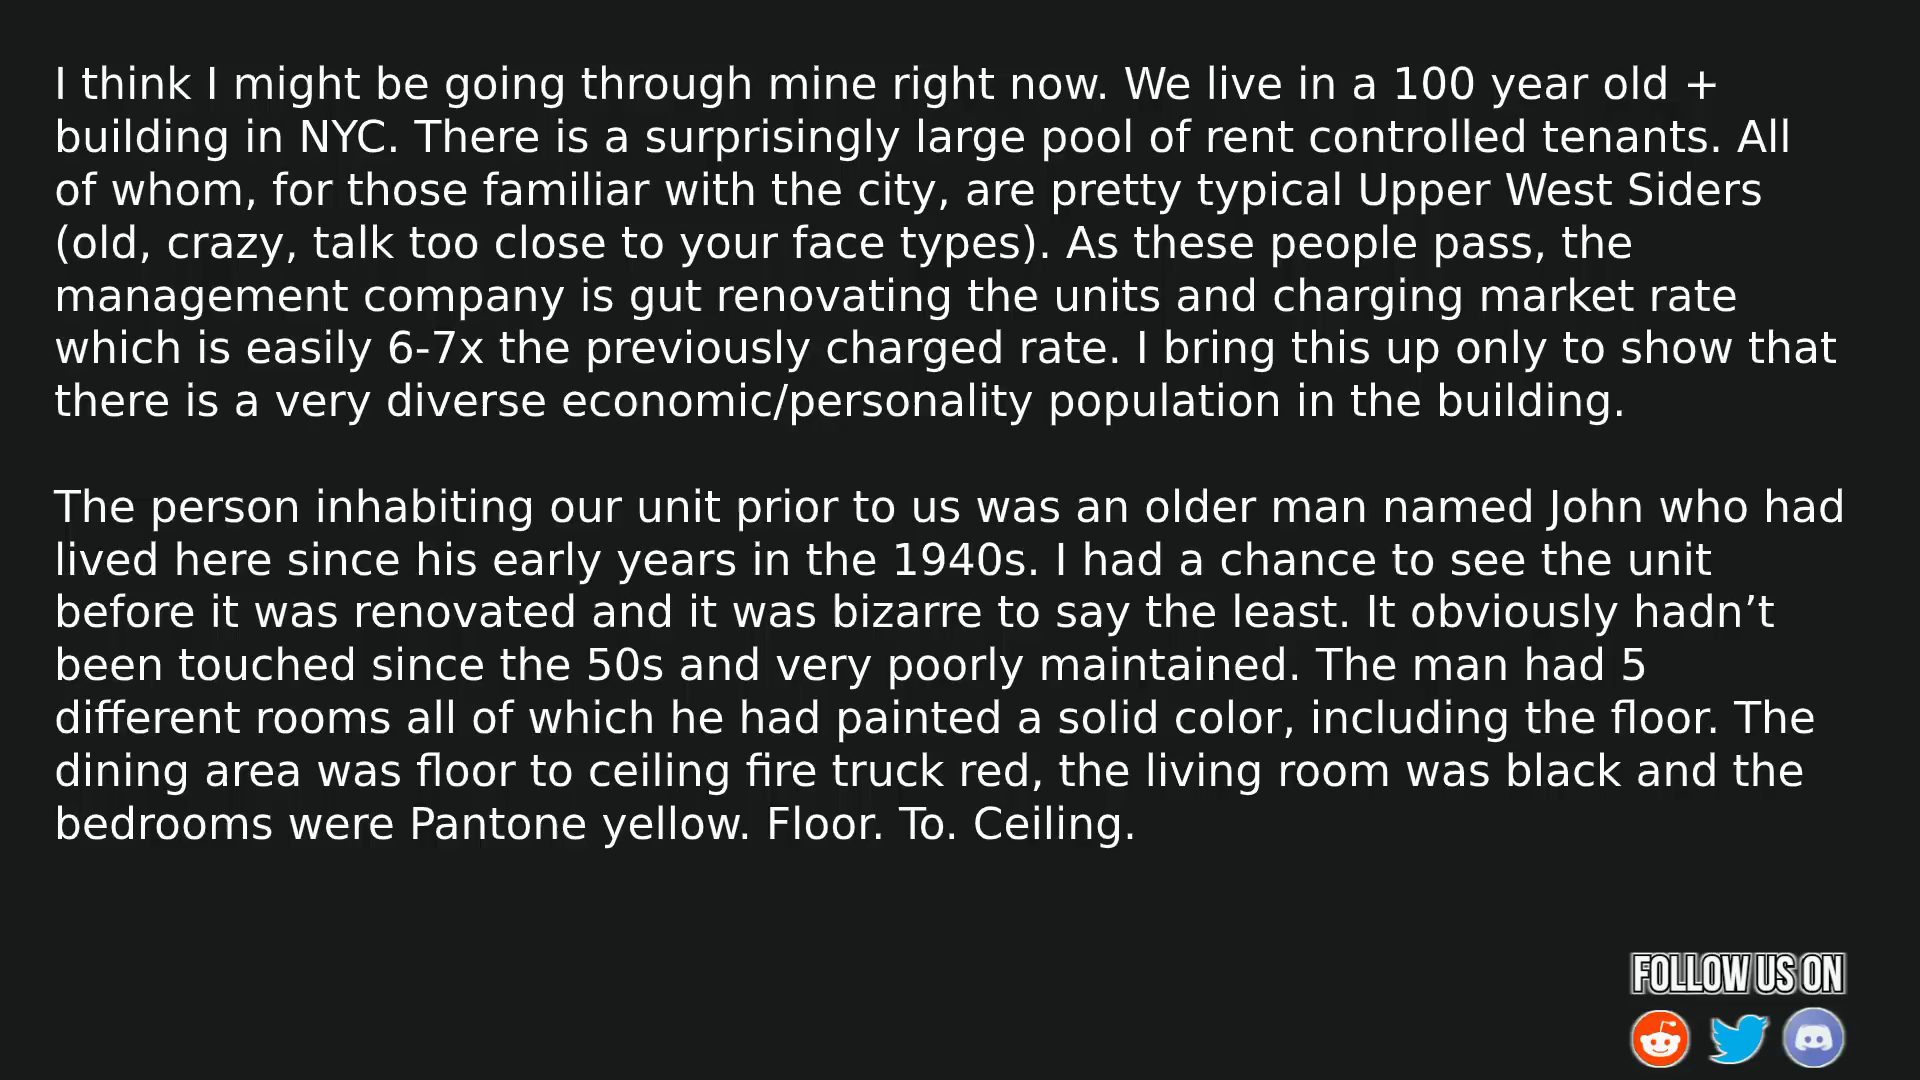 I think I might be going through mine right now. We live in a 100 year old +
building in NYC. There is a surprisingly large pool of rent controlled tenants. All
of whom, for those familiar with the city, are pretty typical Upper West Siders
(old, crazy, talk too close to your face types). As these people pass, the
management company is gut renovating the units and charging market rate
which is easily 6-7x the previously charged rate. I bring this up only to show that
there is a very diverse economic/personality population in the building.
The person inhabiting our unit prior to us was an older man named John who had
lived here since his early years in the 1940s. I had a chance to see the unit
before it was renovated and it was bizarre to say the least. It obviously hadn’t
been touched since the 50s and very poorly maintained. The man had 5
different rooms all of which he had painted a solid color, including the floor. The
dining area was floor to ceiling fire truck red, the living room was black and the
bedrooms were Pantone yellow. Floor. To. Ceiling.
FOLLOW US ON